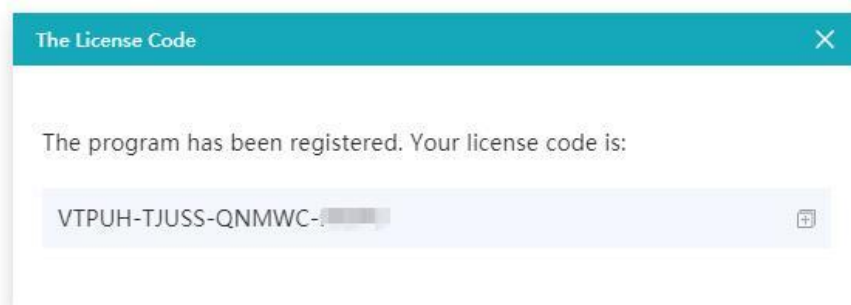 The License Code
The program has been registered. Your license code is:
VTPUH-TJUSS-QNMWC-